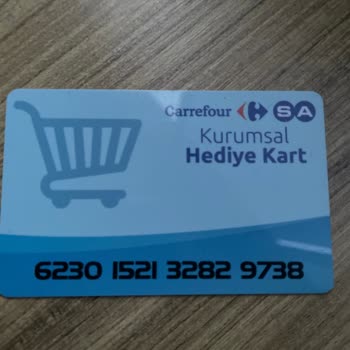 Carrefour SA
Kurumsal
Hediye Kart
6230 1521 3282 9738